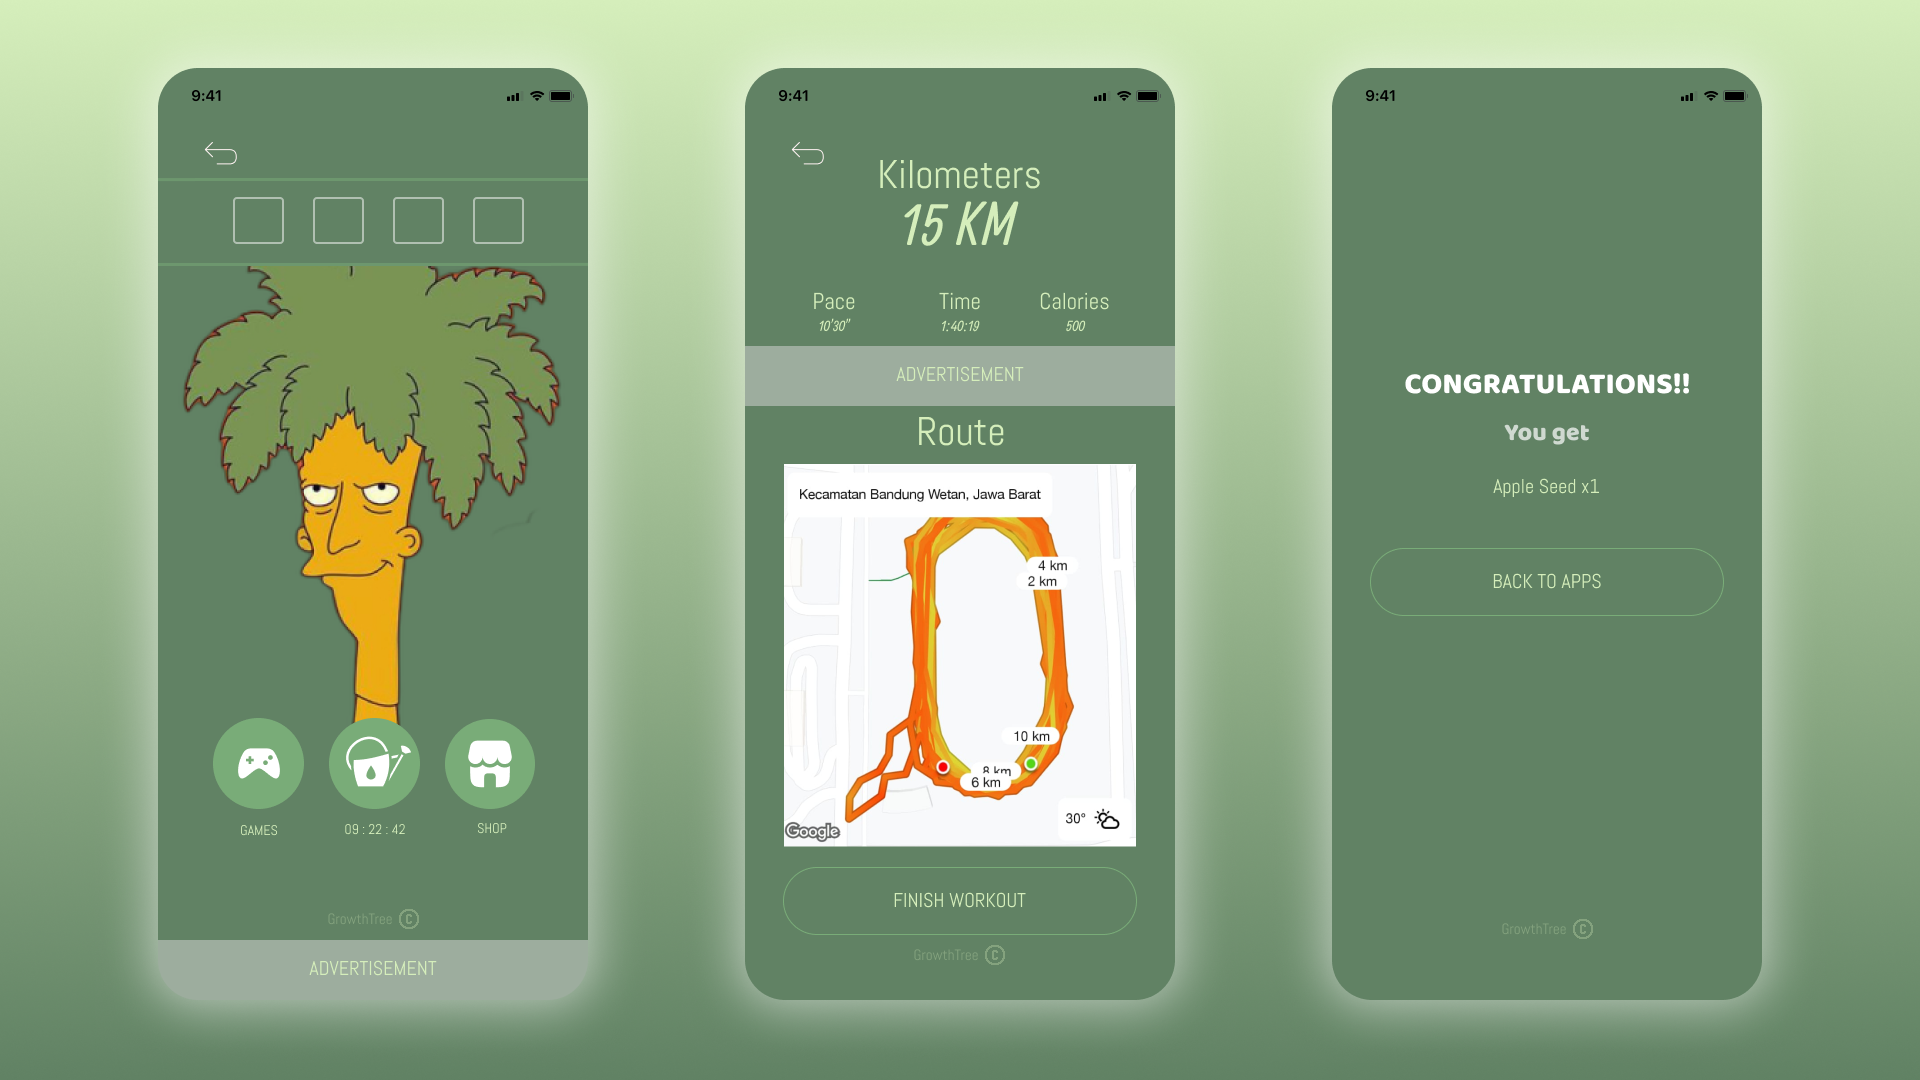 9:41
GAMES
09 : 22 : 42
SHOP
GrowthTree C
ADVERTISEMENT
9:41
Kilometers
15 KM
Pace
10'30"
Time
1:40:19
Calories
500
ADVERTISEMENT
Route
Kecamatan Bandung Wetan, Jawa Barat
4 km
2 km
10 km
8 km
6 km
30°
Google
FINISH WORKOUT
GrowthTree C
9:41
CONGRATULATIONS!!
You get
Apple Seed x1
BACK TO APPS
GrowthTree C